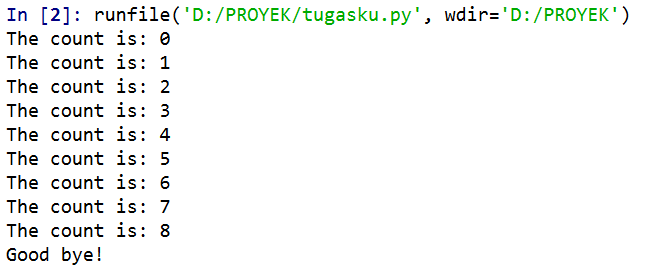 In [2]: runfile('D:/PROYEK/tugasku.py', wdir='D:/PROYEK')
The count is: 0
The count is: 1
The count is: 2
The count is: 3
The count is: 4
The count is: 5
The count is: 6
The count is: 7
The count is: 8
Good bye!